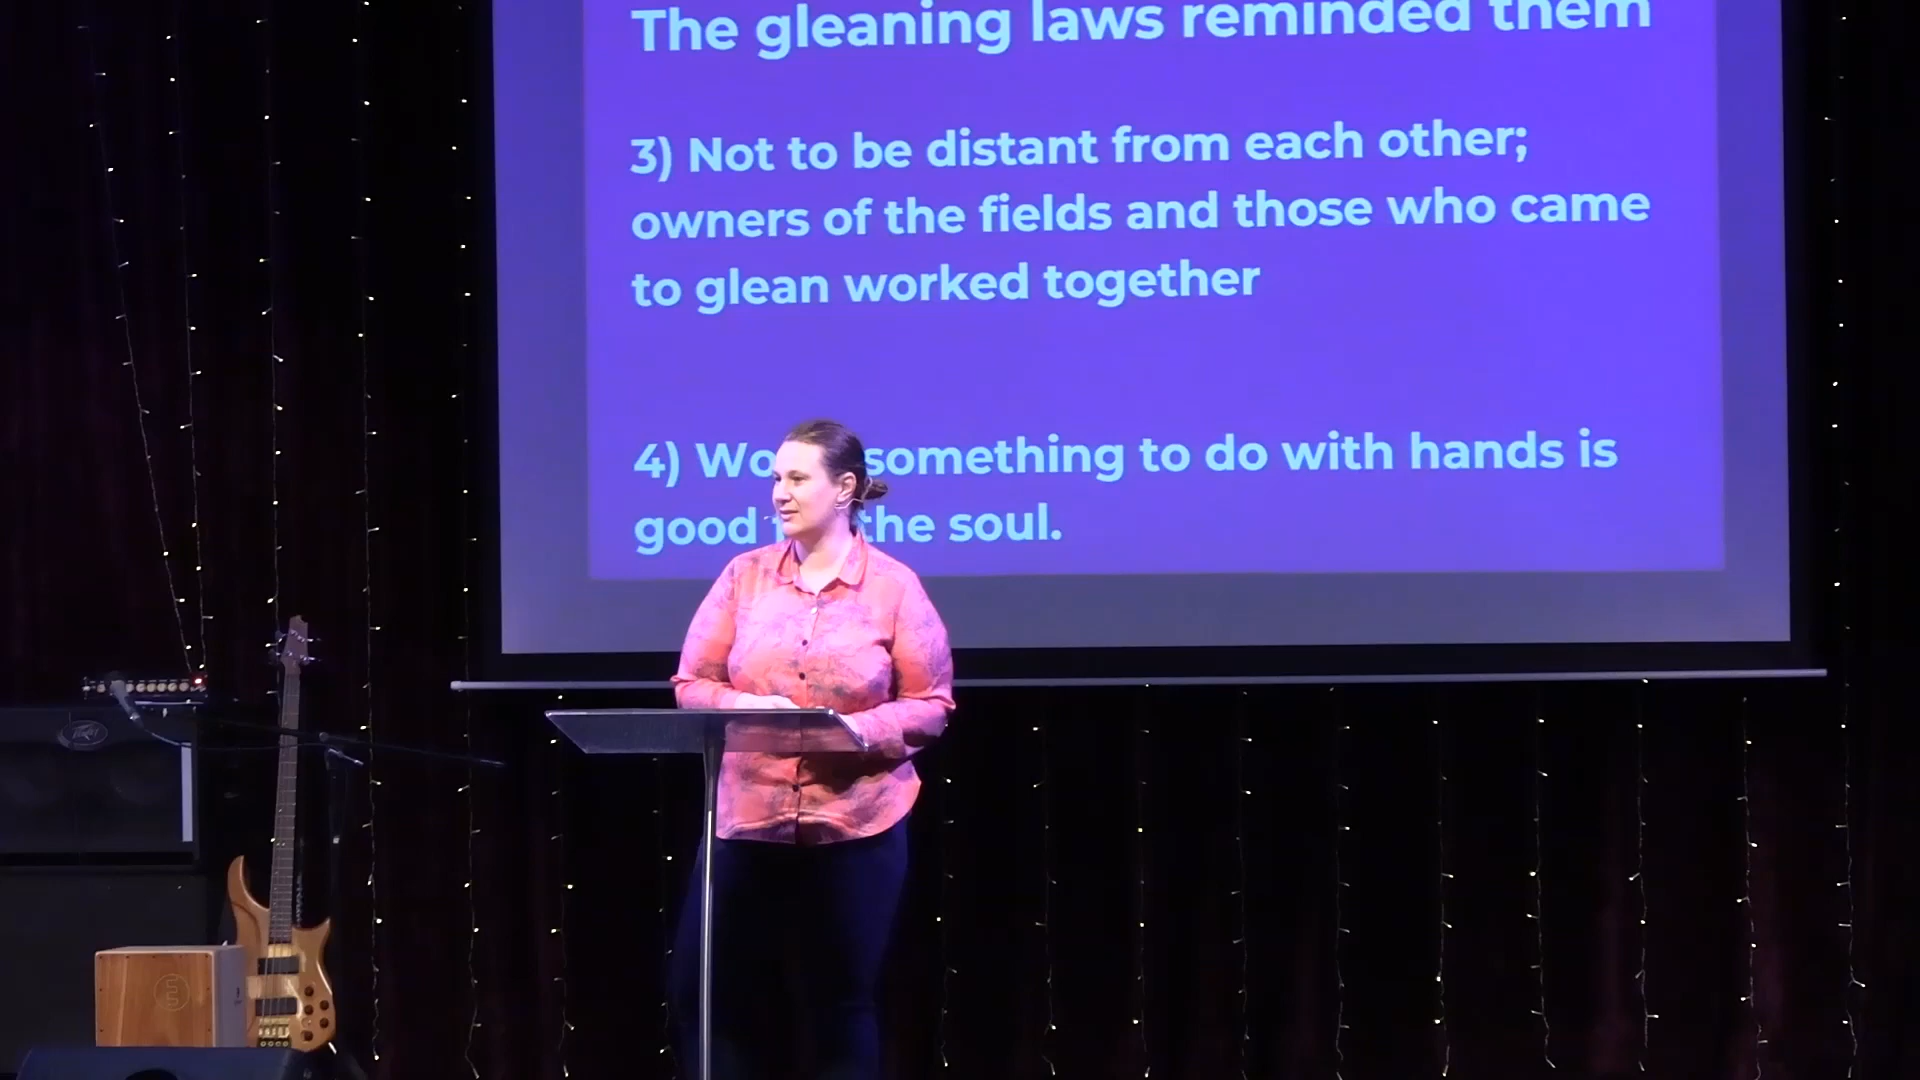 The gleaning laws reminded them
3) Not to be distant from each other;
owners of the fields and those who came
to glean worked together
4) something to do with hands is
good the soul.
Peavey